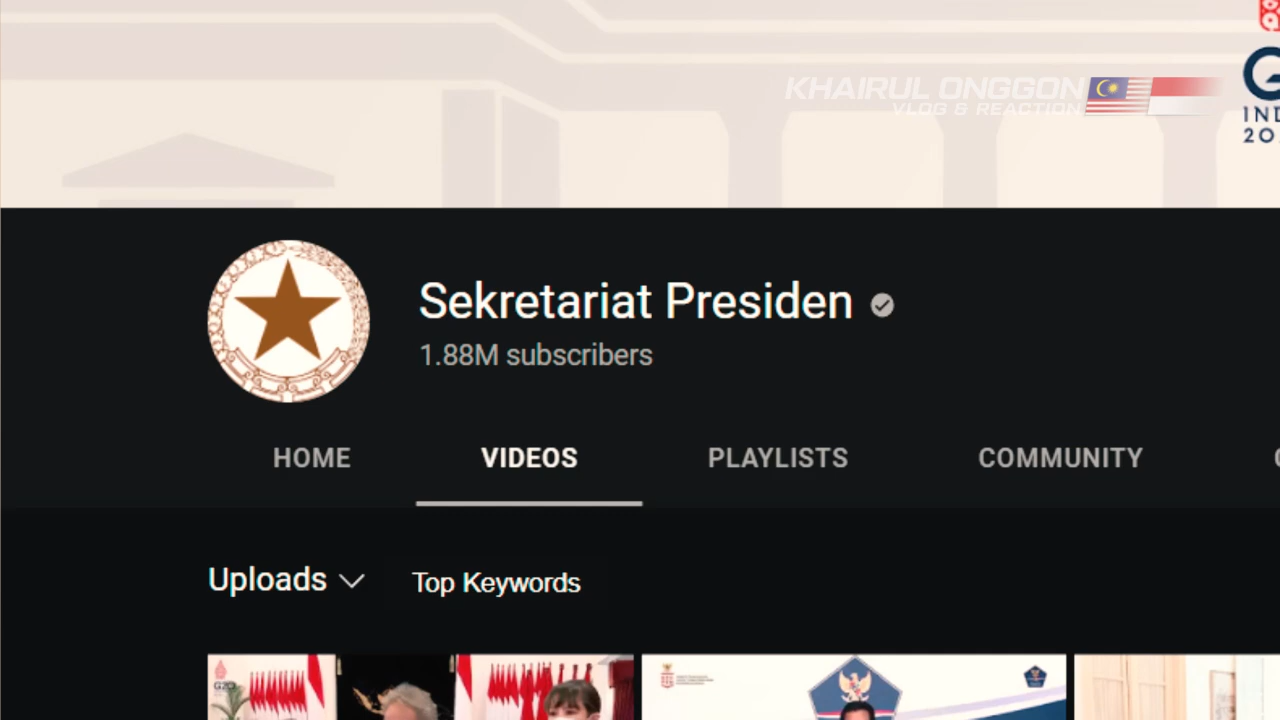 KHAIRUL ONGGON
VLOG & REACTION
Sekretariat Presiden
1.88M subscribers
HOME
VIDEOS
PLAYLISTS
COMMUNITY
Uploads
Top Keywords